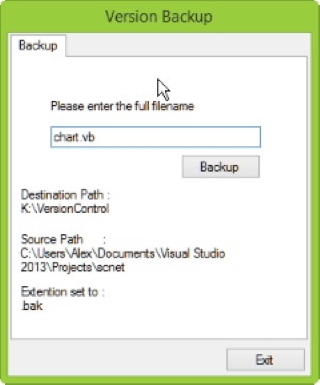 Version Backup
Backup
Please enter the full filename
chart.vb
Backup
Destination Path :
K:\VersionControl
Source Path :
C:\Users\Alex\Documents\Visual Studio
2013\Projects\scnet
Extention set to :
.bak
Exit